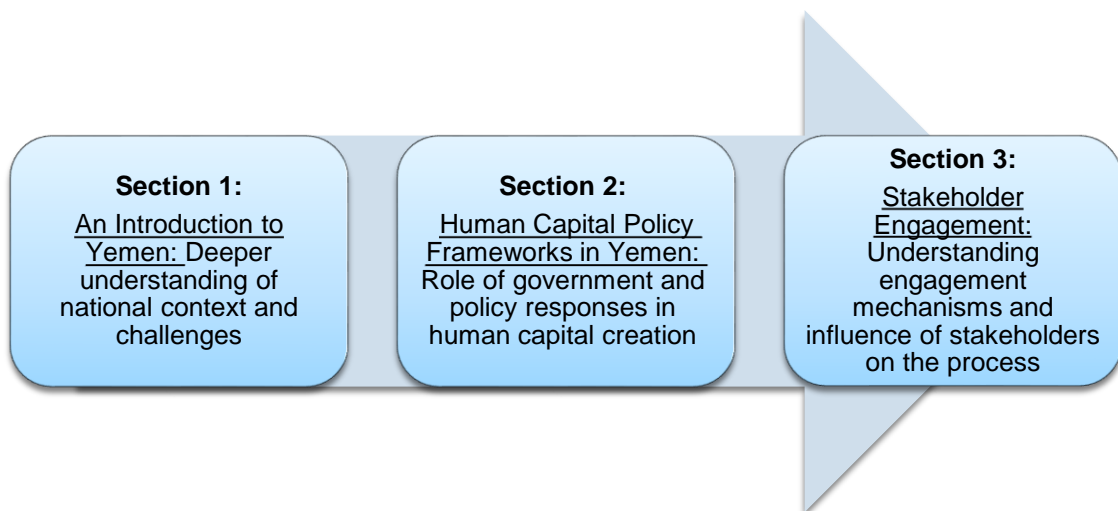 Section 1:
An Introduction to
Yemen: Deeper
understanding of
national context and
challenges
Section 2:
Human Capital Policy
Frameworks in Yemen:
Role of government and
policy responses in
human capital creation
Section 3:
Stakeholder
Engagement:
Understanding
engagement
mechanisms and
influence of stakeholders
on the process